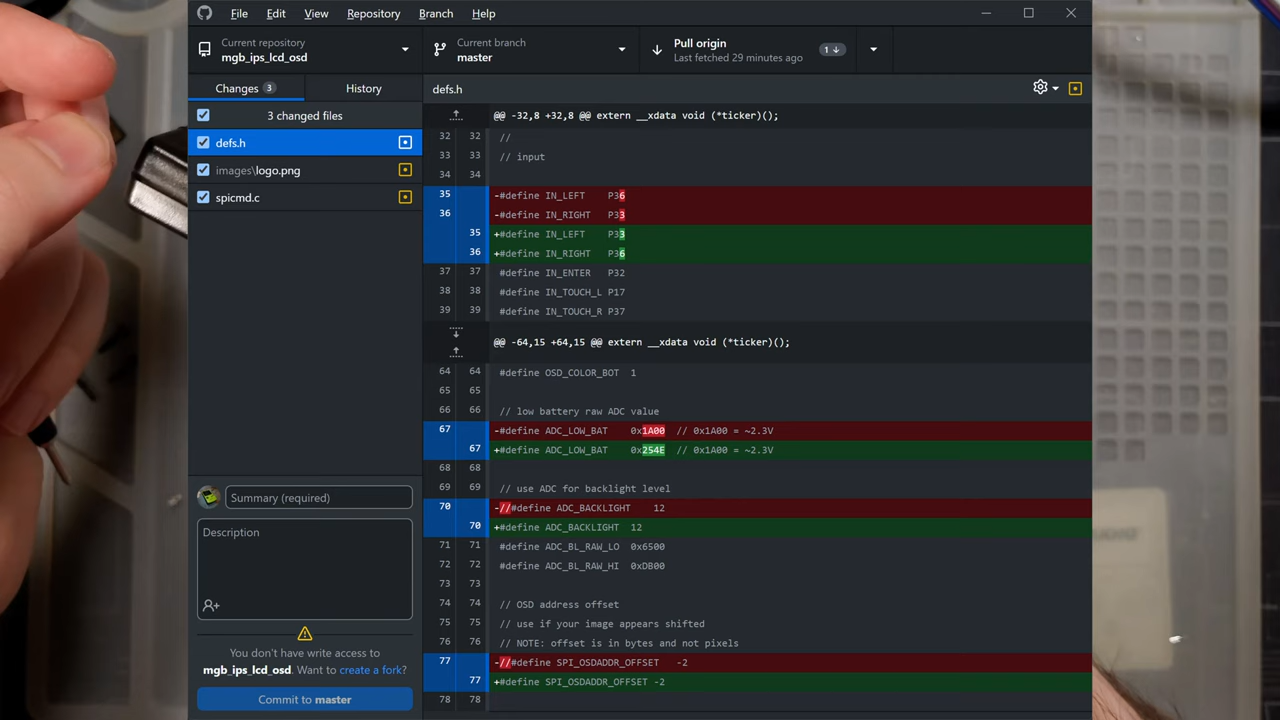 File Edit View Repository Branch Help
Current repository
mgb_ips_lcd_osd
Current branch
master
Pull origin
Last fetched 29 minutes ago
1
Changes 3
History
3 changed files
defs.h
images\logo.png
spicmd.c
Summary (required)
Description
You don't have write access to
mgb_ips_lcd_osd. Want to create a fork?
Commit to master
defs.h
@@ -32,8 +32,8 @@ extern __xdata void (*ticker)();
32 32 //
33 33 // input
34 34
35 -#define IN_LEFT P36
36 -#define IN_RIGHT P33
35 +#define IN_LEFT P33
36 +#define IN_RIGHT P36
37 37 #define IN_ENTER P32
38 38 #define IN_TOUCH_L P17
39 39 #define IN_TOUCH_R P37
@@ -64,15 +64,15 @@ extern __xdata void (*ticker)();
64 64 #define OSD_COLOR_BOT 1
65 65
66 66 // low battery raw ADC value
67 -#define ADC_LOW_BAT 0x1A00 // 0x1A00 = ~2.3V
67 +#define ADC_LOW_BAT 0x254E // 0x1A00 = ~2.3V
68 68
69 69 // use ADC for backlight level
70 -//#define ADC_BACKLIGHT 12
70 +#define ADC_BACKLIGHT 12
71 71 #define ADC_BL_RAW_LO 0x6500
72 72 #define ADC_BL_RAW_HI 0xDB00
73 73
74 74 // OSD address offset
75 75 // use if your image appears shifted
76 76 // NOTE: offset is in bytes and not pixels
77 -//#define SPI_OSDADDR_OFFSET -2
77 +#define SPI_OSDADDR_OFFSET -2
78 78